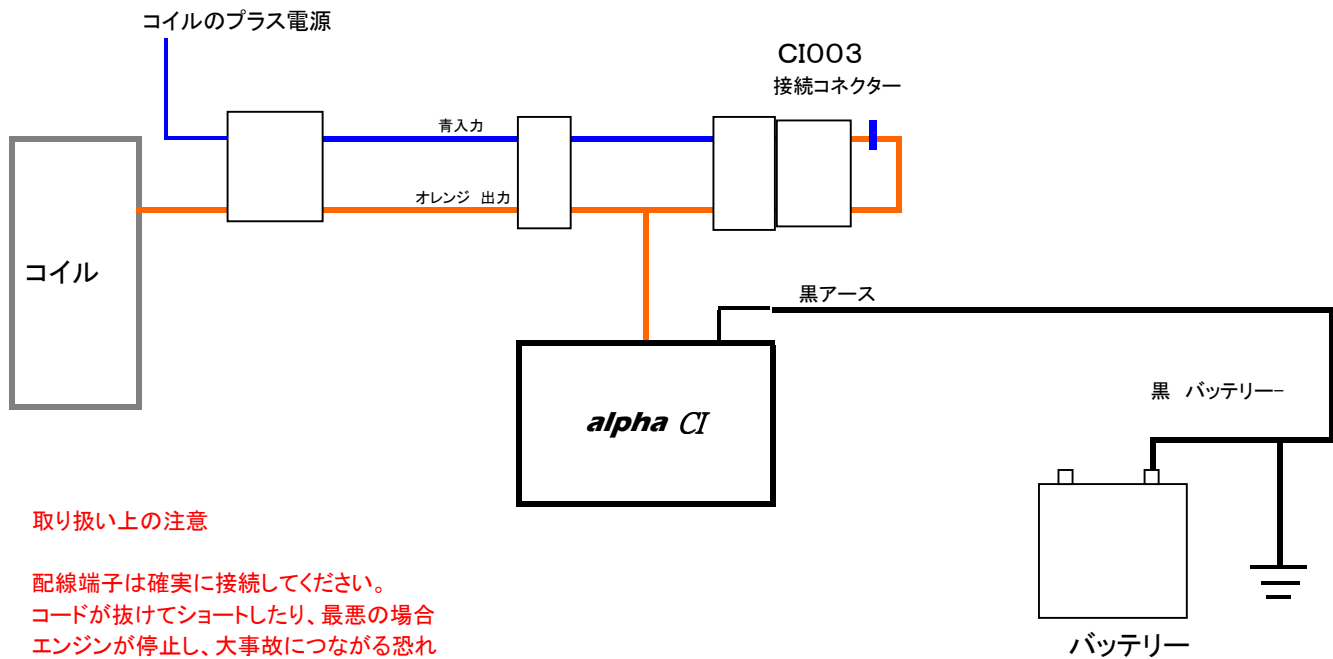 コイルのプラス電源
CI003
接続コネクター
青入力
オレンジ 出力
コイル
黒アース
alpha CI
黒 バッテリー−
取り扱い上の注意
配線端子は確実に接続してください。
コードが抜けてショートしたり、最悪の場合
エンジンが停止し、大事故につながる恐れ
バッテリー